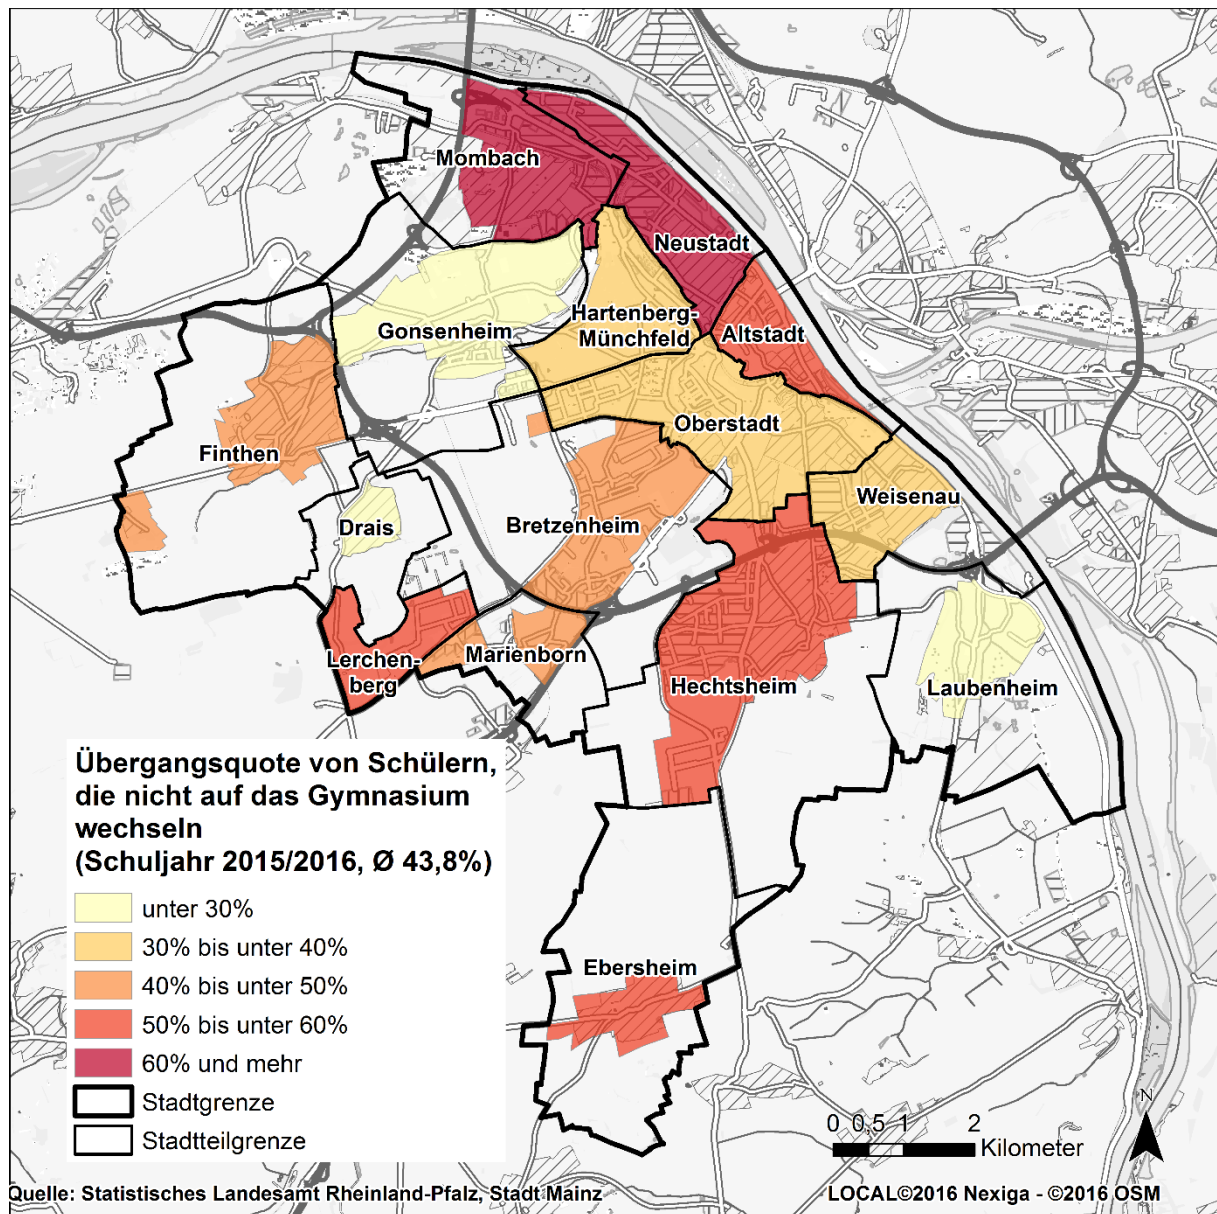 Mombach
Neustadt
Hartenberg-
Münchfeld
Gonsenheim
Altstadt
Oberstadt
Finthen
Weisenau
Drais
Bretzenheim
Lerchen-
berg
Marienborn
Hechtsheim
Laubenheim
Ebersheim
Übergangsquote von Schülern,
die nicht auf das Gymnasium
wechseln
(Schuljahr 2015/2016, Ø 43,8%)
unter 30%
30% bis unter 40%
40% bis unter 50%
50% bis unter 60%
60% und mehr
Stadtgrenze
Stadtteilgrenze
N
0 0,5 1 2
Kilometer
Quelle: Statistisches Landesamt Rheinland-Pfalz, Stadt Mainz
LOCAL©2016 Nexiga - ©2016 OSM